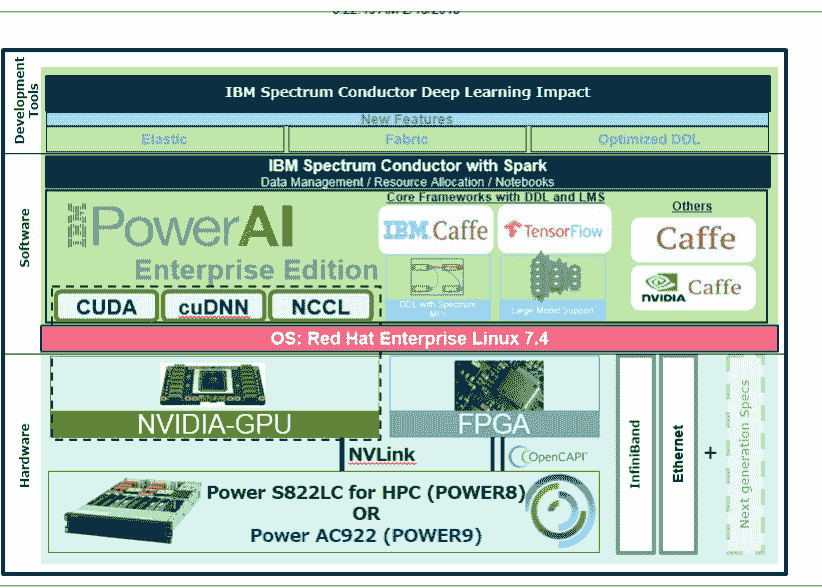 Development
Tools
IBM Spectrum Conductor Deep Learning Impact
New Features
Elastic
Fabric
Optimized DDL
Software
IBM Spectrum Conductor with Spark
Data Management / Resource Allocation / Notebooks
Core Frameworks with DDL and LMS
Others
IBM PowerAI
Enterprise Edition
IBM Caffe
TensorFlow
Caffe
DDL with Spectrum
MPI
Large Model Support
NVIDIA Caffe
CUDA
cuDNN
NCCL
OS: Red Hat Enterprise Linux 7.4
Hardware
NVIDIA-GPU
FPGA
NVLink
OpenCAPI
Power S822LC for HPC (POWER8)
OR
Power AC922 (POWER9)
InfiniBand
Ethernet
+
Next generation Specs